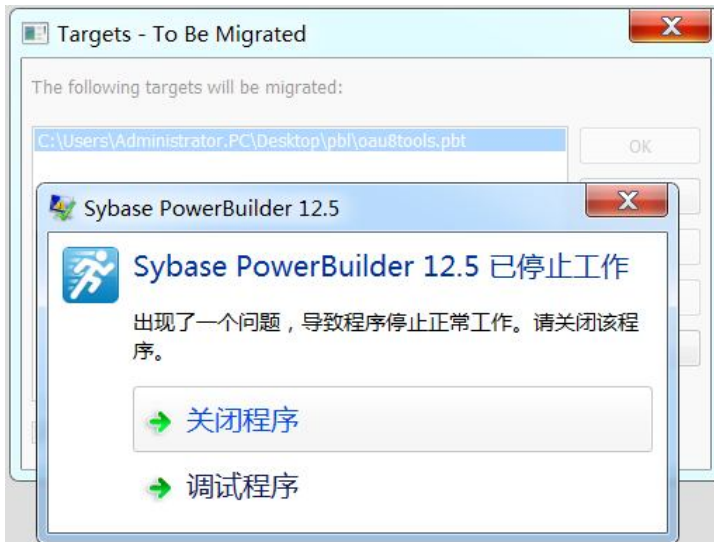 Targets - To Be Migrated
The following targets will be migrated:
C:\Users\Administrator.PC\Desktop\pbl\oau8tools.pbt
OK
Sybase PowerBuilder 12.5
Sybase PowerBuilder 12.5 已停止工作
出现了一个问题，导致程序停止正常工作。请关闭该程
序。
关闭程序
调试程序